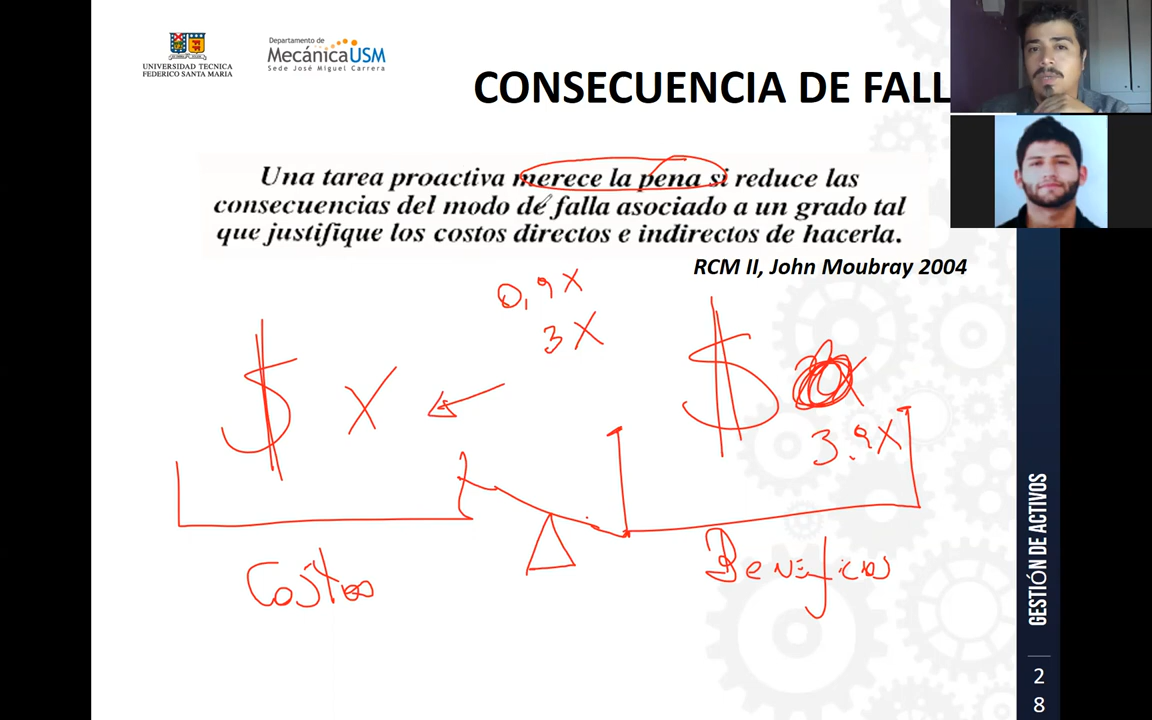 UNIVERSIDAD TECNICA
FEDERICO SANTA MARIA
Departamento de
MecánicaUSM
Sede José Miguel Carrera
CONSECUENCIA DE FALL
Una tarea proactiva merece la pena si reduce las
consecuencias del modo de falla asociado a un grado tal
que justifique los costos directos e indirectos de hacerla.
RCM II, John Moubray 2004
0,9X
3X
$ X
$
3.9X
Costos
Beneficios
GESTIÓN DE ACTIVOS
2
8